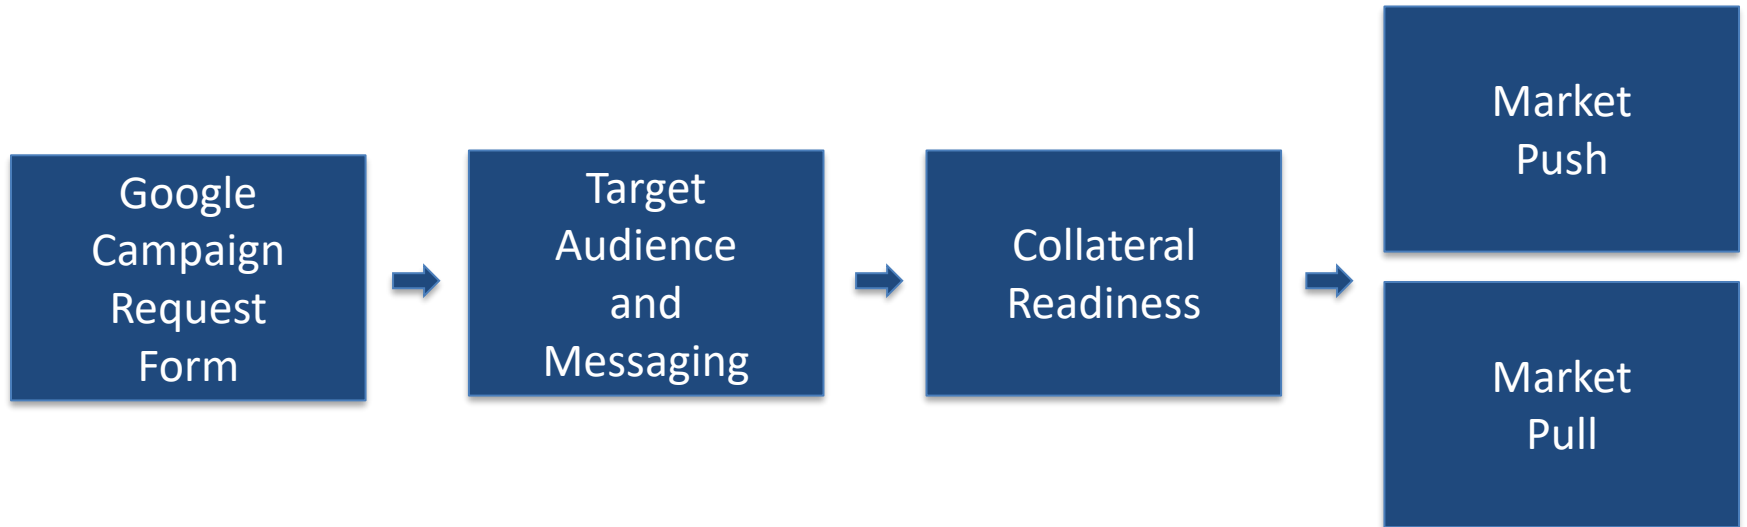 Google
Campaign
Request
Form
Target
Audience
and
Messaging
Collateral
Readiness
Market
Push
Market
Pull